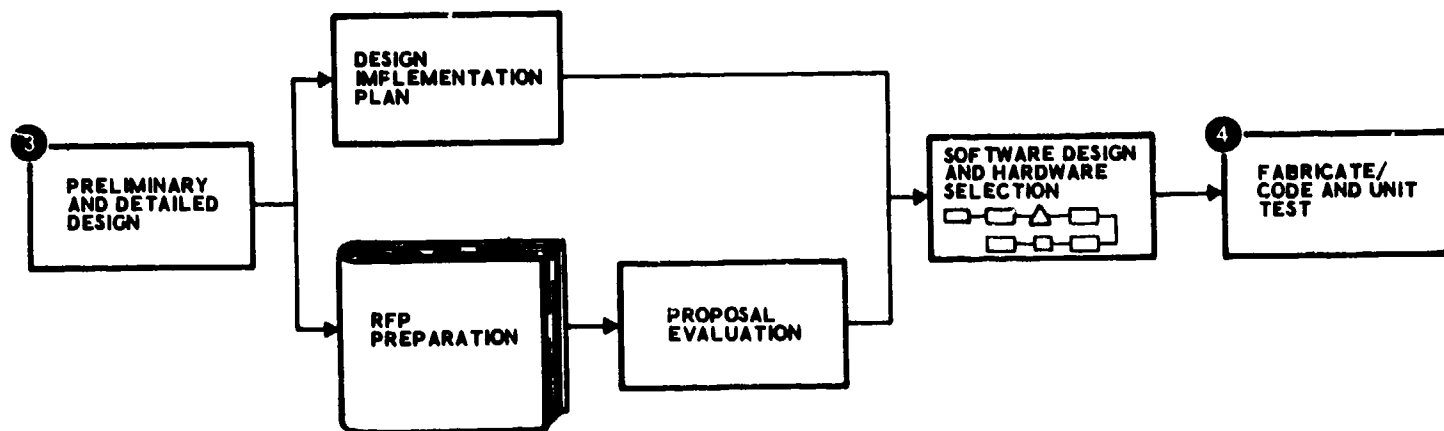 DESIGN
IMPLEMENTATION
PLAN
3
PRELIMINARY
AND DETAILED
DESIGN
RFP
PREPARATION
PROPOSAL
EVALUATION
SOFTWARE DESIGN
AND HARDWARE
SELECTION
4
FABRICATE/
CODE AND UNIT
TEST